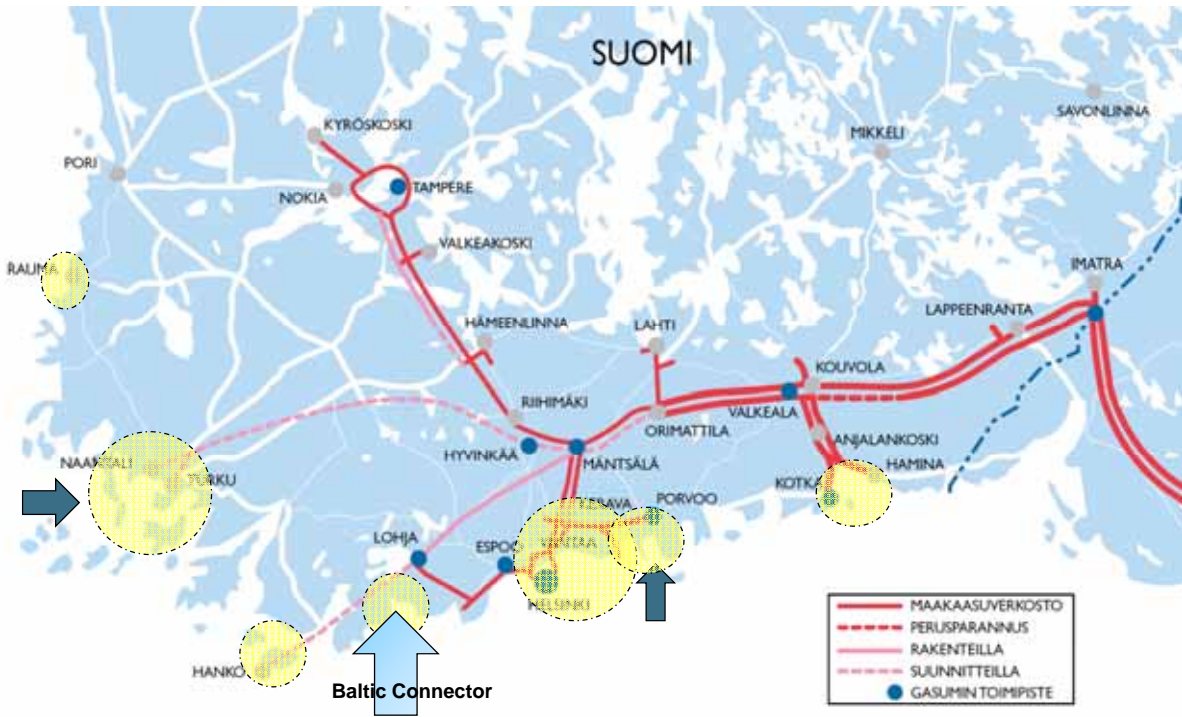 SUOMI
SAVONLINNA
KYRÖSKOSKI
MIKKELI
PORI
NOKIA
TAMPERE
VALKEAKOSKI
RAUMA
IMATRA
LAPPEENRANTA
HÄMEENLINNA
LAHTI
KOUVOLA
RIIHIMÄKI
VALKEALA
ORIMATTILA
ANJALANKOSKI
HYVINKÄÄ
MÄNTSÄLÄ
NAANTALI
HAMINA
TURKU
KOTKA
KERAVA
PORVOO
LOHJA
ESPOO
VANTAA
HELSINKI
HANKO
Baltic Connector
MAAKAASUVERKOSTO
PERUSPARANNUS
RAKENTEILLA
SUUNNITTEILLA
GASUMIN TOIMIPISTE